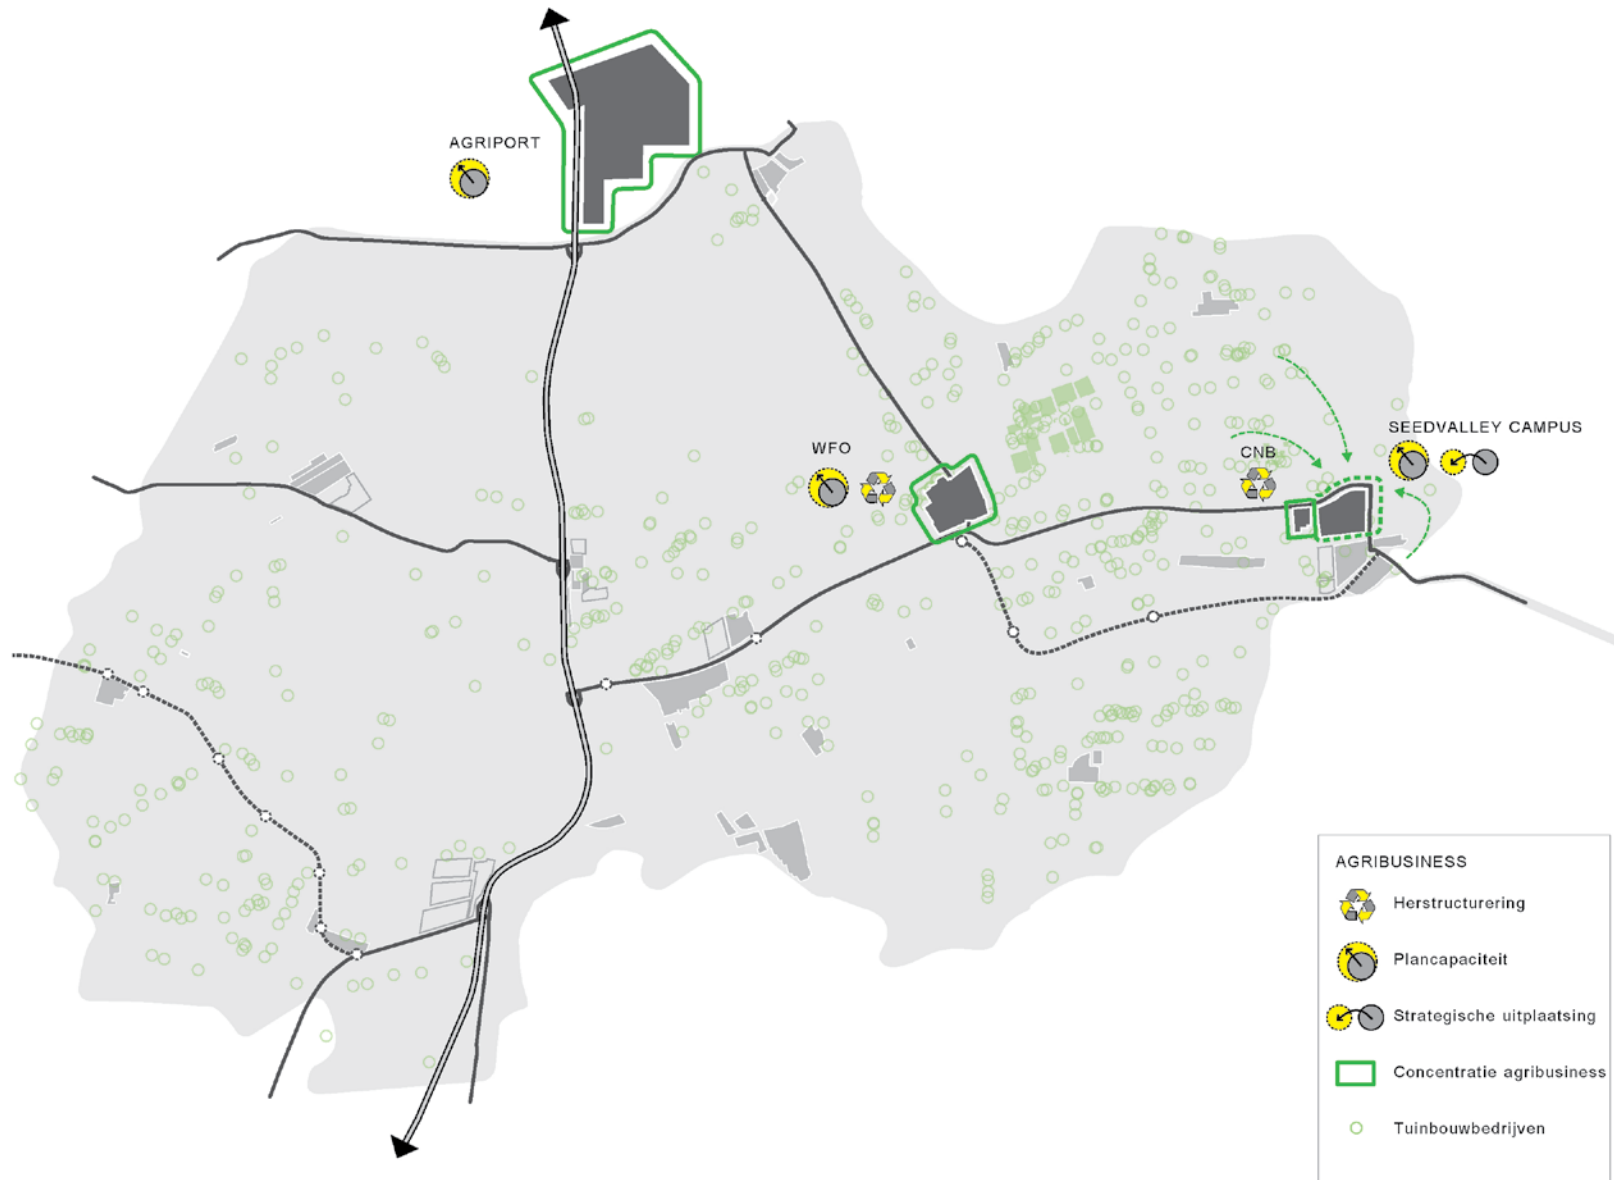 AGRIPORT
SEEDVALLEY CAMPUS
WFO
CNB
AGRIBUSINESS
Herstructurering
Plancapaciteit
Strategische uitplaatsing
Concentratie agribusiness
Tuinbouwbedrijven